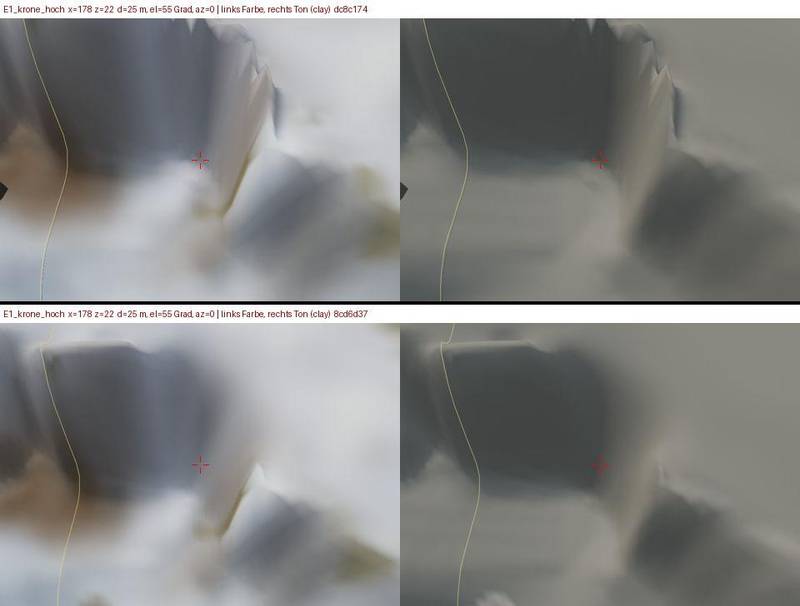 E1_krone_hoch x=178 z=22 d=25 m, el=55 Grad, az=0 | links Farbe, rechts Ton (clay) dc8c174
E1_krone_hoch x=178 z=22 d=25 m, el=55 Grad, az=0 | links Farbe, rechts Ton (clay) 8cd6d37